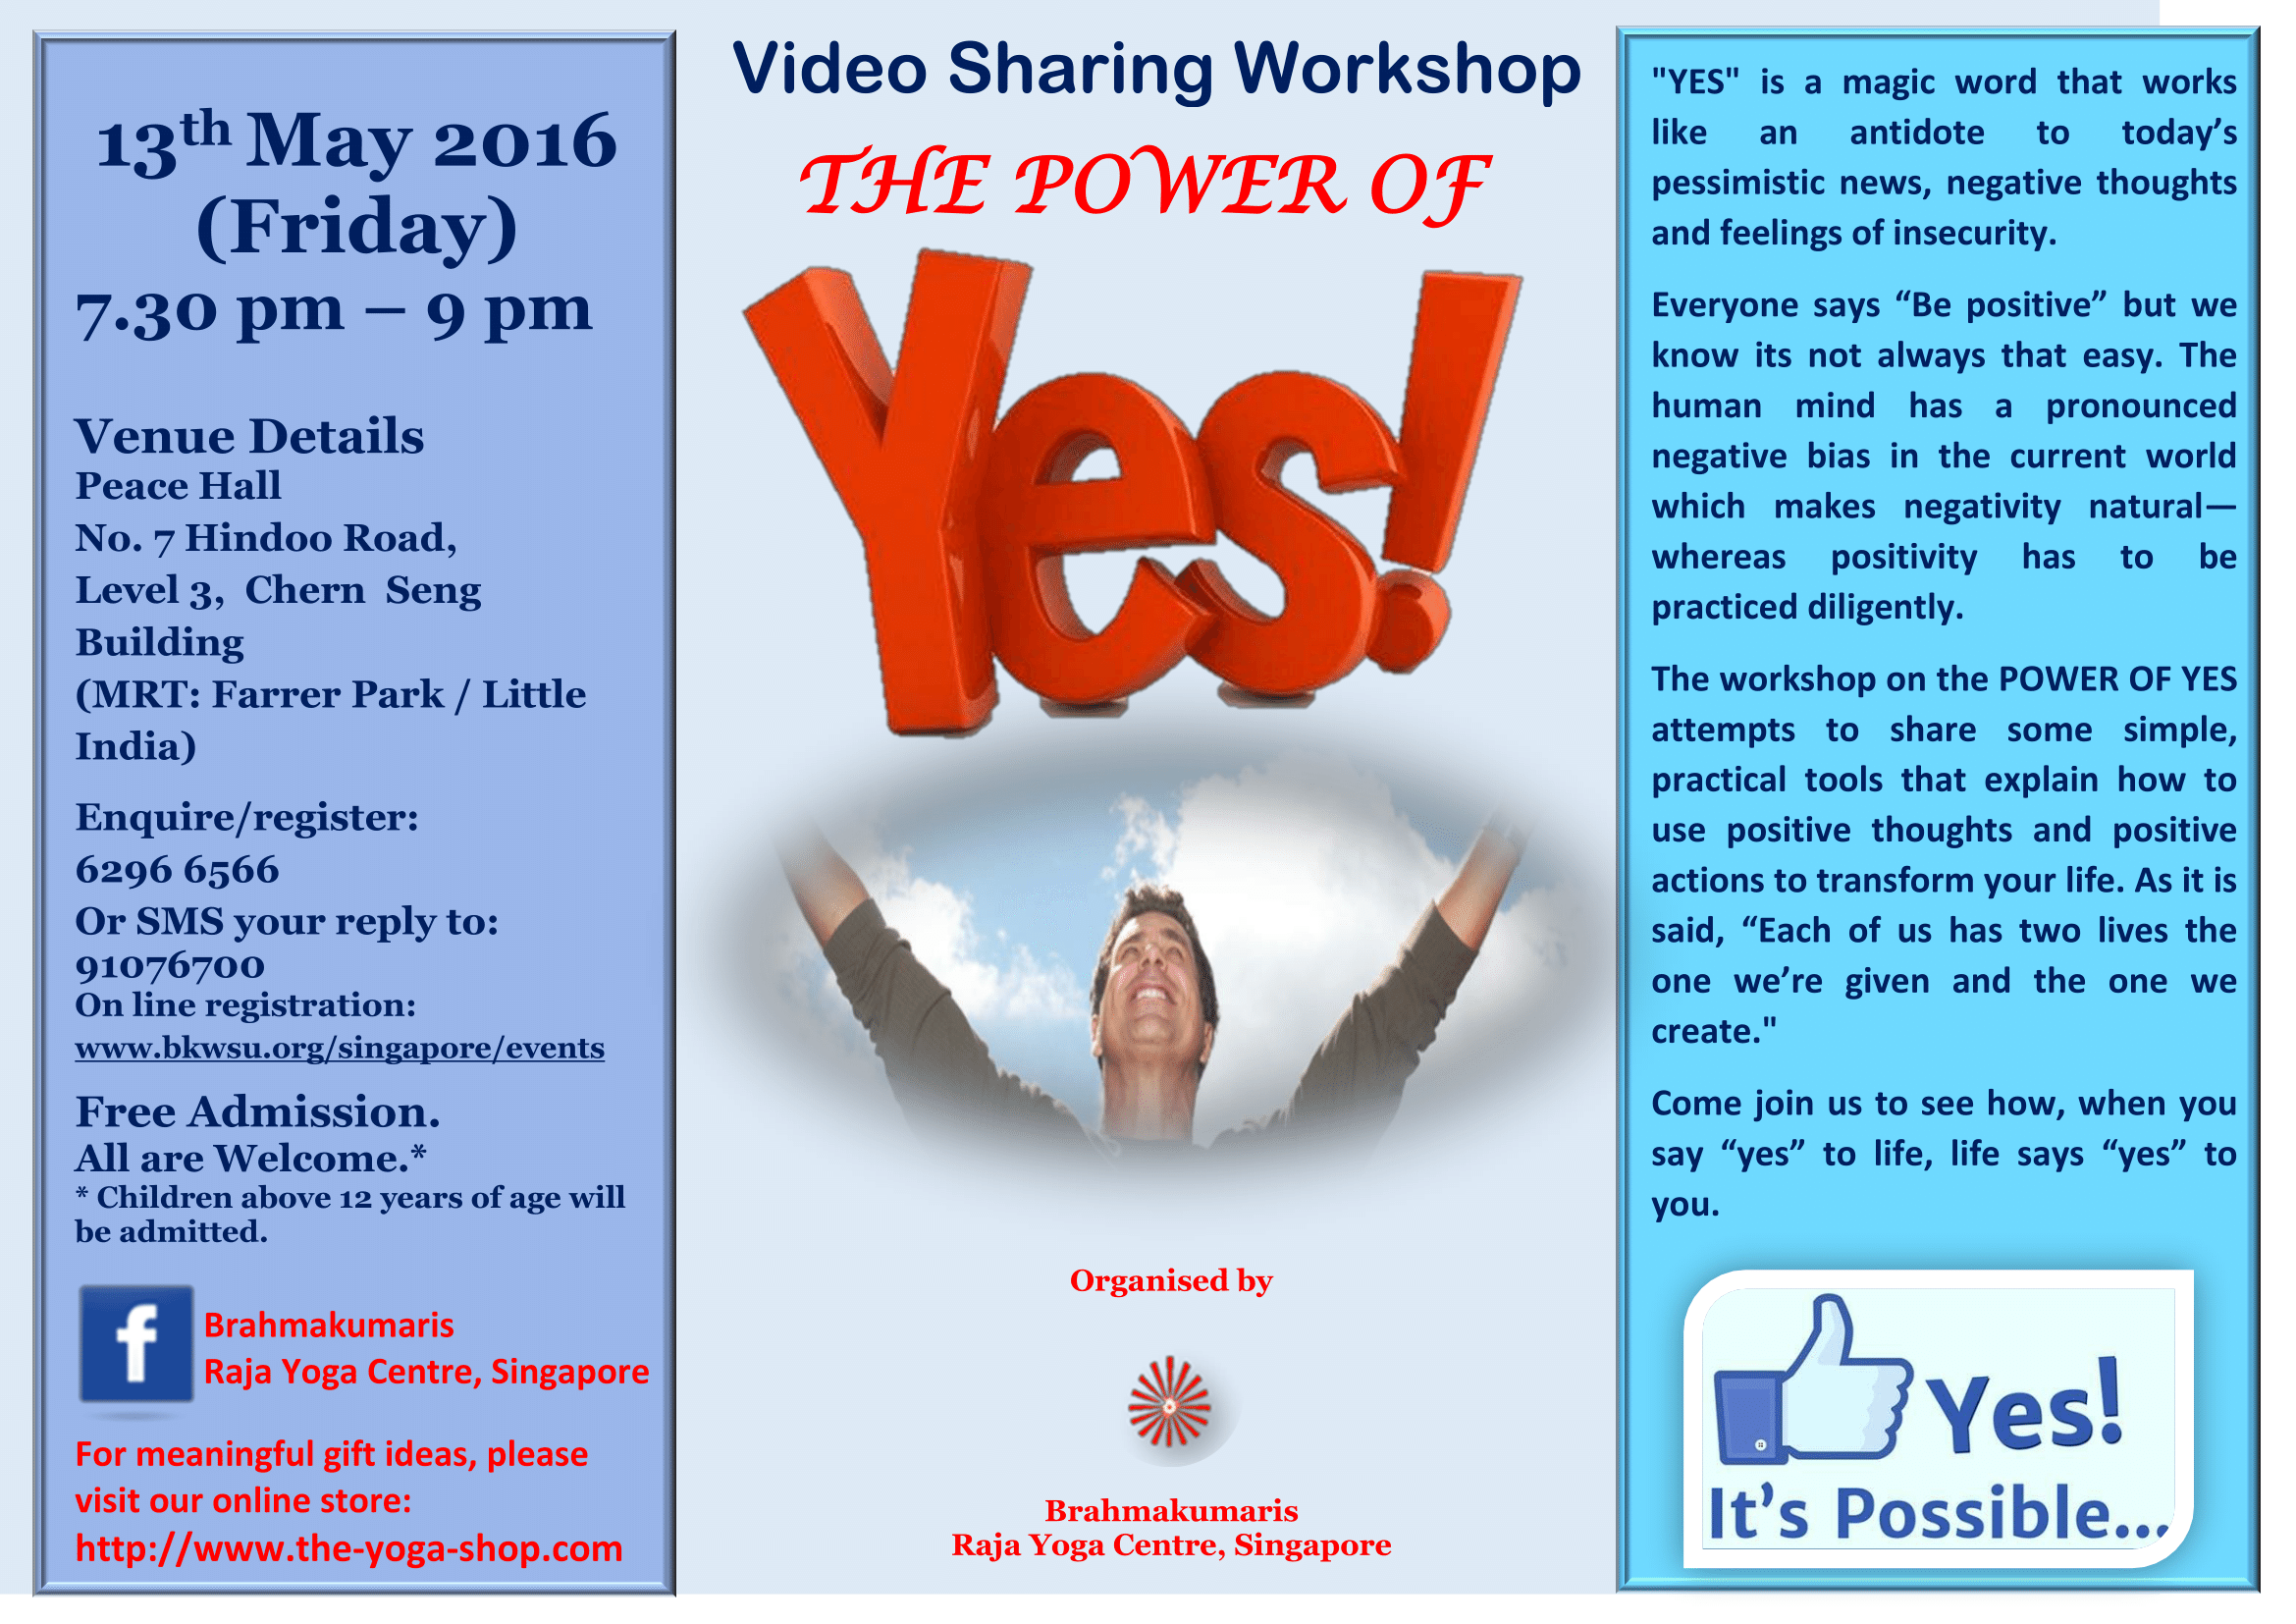 13th May 2016
(Friday)
7.30 pm – 9 pm
Venue Details
Peace Hall
No. 7 Hindoo Road,
Level 3,  Chern  Seng
Building
(MRT: Farrer Park / Little
India)
Enquire/register:
6296 6566
Or SMS your reply to:
91076700
On line registration:
www.bkwsu.org/singapore/events
Free Admission.
All are Welcome.*
* Children above 12 years of age will
be admitted.
f
Brahmakumaris
Raja Yoga Centre, Singapore
For meaningful gift ideas, please
visit our online store:
http://www.the-yoga-shop.com
Video Sharing Workshop
THE POWER OF
Yes!
Organised by
Brahmakumaris
Raja Yoga Centre, Singapore
"YES" is a magic word that works
like an antidote to today’s
pessimistic news, negative thoughts
and feelings of insecurity.
Everyone says “Be positive” but we
know its not always that easy. The
human mind has a pronounced
negative bias in the current world
which makes negativity natural—
whereas positivity has to be
practiced diligently.
The workshop on the POWER OF YES
attempts to share some simple,
practical tools that explain how to
use positive thoughts and positive
actions to transform your life. As it is
said, “Each of us has two lives the
one we’re given and the one we
create."
Come join us to see how, when you
say “yes” to life, life says “yes” to
you.
Yes!
It’s Possible...